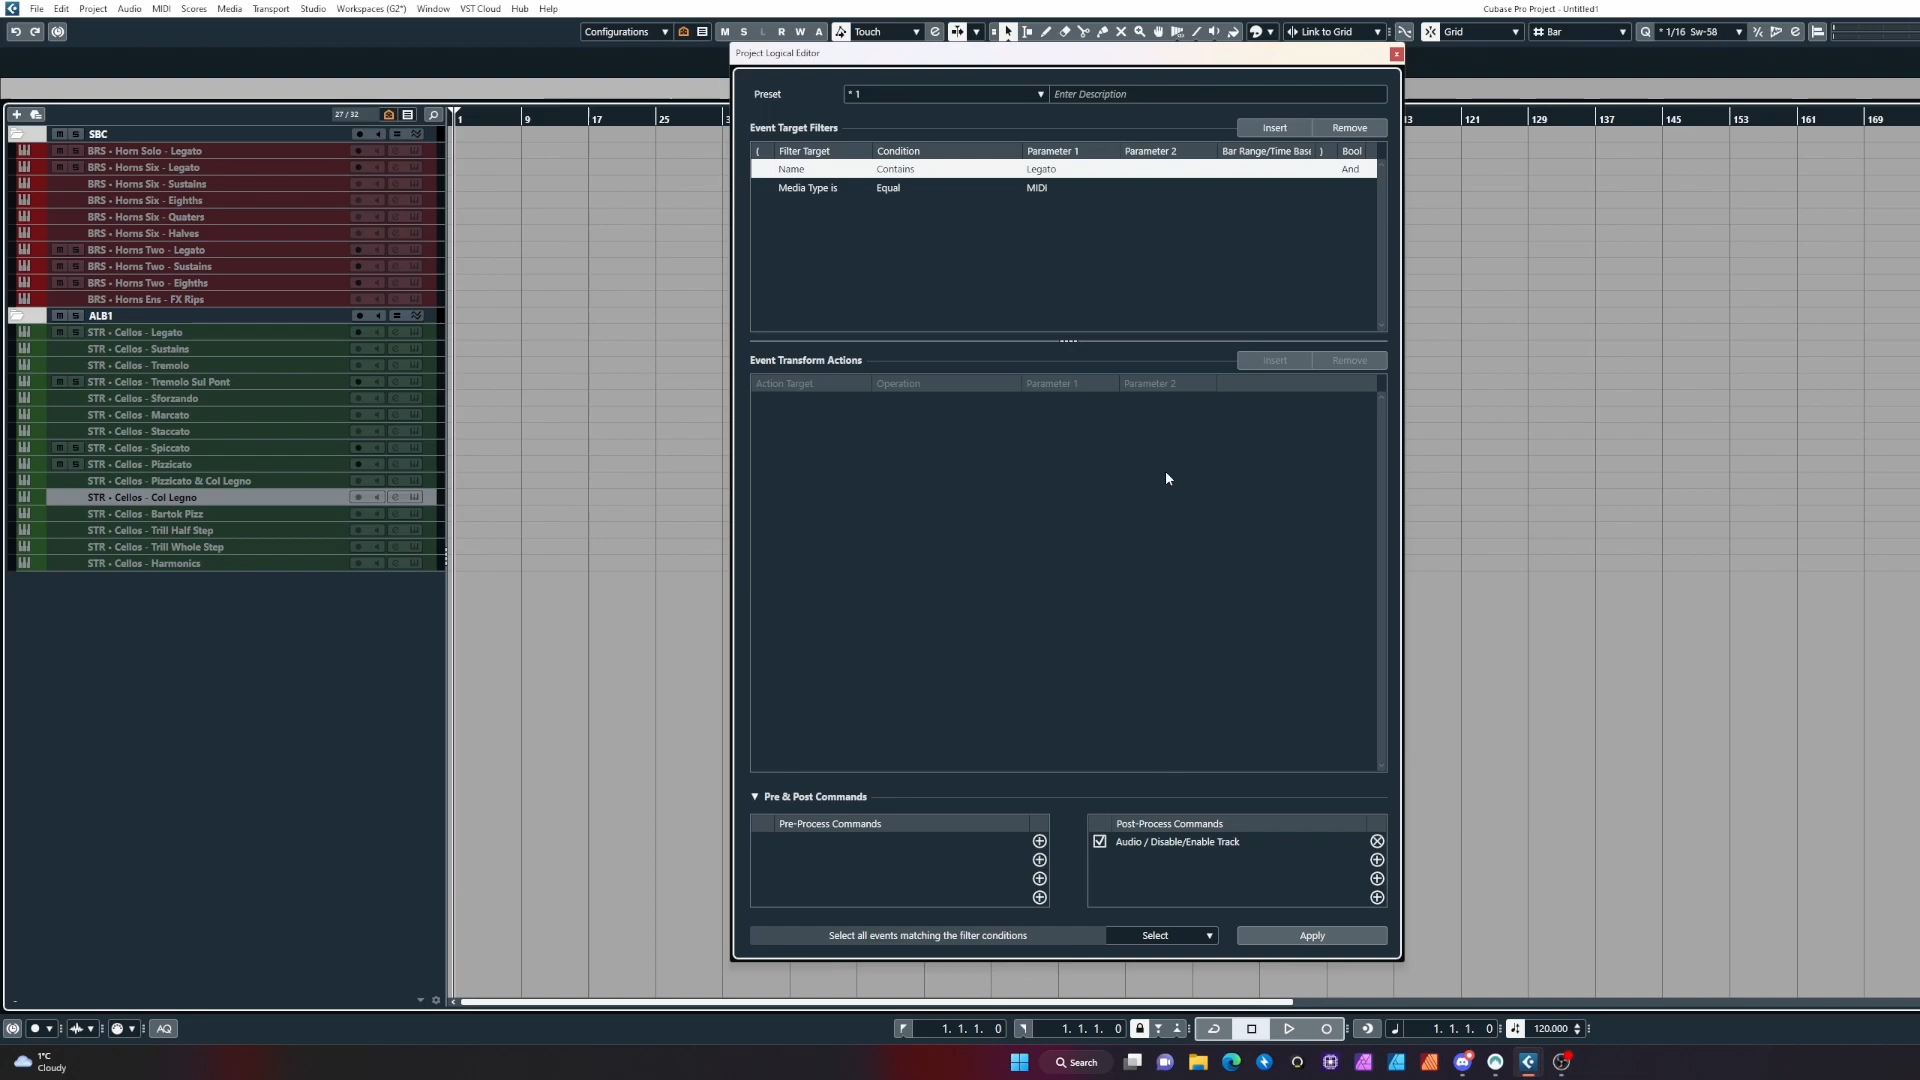 File Edit Project Audio MIDI Scores Media Transport Studio Workspaces (G2*) Window VST Cloud Hub Help
Cubase Pro Project - Untitled1
Configurations M S L R W A Touch Link to Grid Grid Bar Q * 1/16 Sw-58
Project Logical Editor
Preset * 1 Enter Description
27 / 32
1 9 17 25 121 129 137 145 153 161 169
Event Target Filters Insert Remove
( Filter Target Condition Parameter 1 Parameter 2 Bar Range/Time Base ) Bool
Name Contains Legato And
Media Type is Equal MIDI
m S SBC
m S BRS • Horn Solo - Legato
m S BRS • Horns Six - Legato
BRS • Horns Six - Sustains
BRS • Horns Six - Eighths
BRS • Horns Six - Quaters
BRS • Horns Six - Halves
m S BRS • Horns Two - Legato
m S BRS • Horns Two - Sustains
m S BRS • Horns Two - Eighths
BRS • Horns Ens - FX Rips
m S ALB1
m S STR • Cellos - Legato
STR • Cellos - Sustains
STR • Cellos - Tremolo
m S STR • Cellos - Tremolo Sul Pont
STR • Cellos - Sforzando
STR • Cellos - Marcato
STR • Cellos - Staccato
m S STR • Cellos - Spiccato
m S STR • Cellos - Pizzicato
STR • Cellos - Pizzicato & Col Legno
STR • Cellos - Col Legno
STR • Cellos - Bartok Pizz
STR • Cellos - Trill Half Step
STR • Cellos - Trill Whole Step
STR • Cellos - Harmonics
Event Transform Actions Insert Remove
Action Target Operation Parameter 1 Parameter 2
Pre & Post Commands
Pre-Process Commands
Post-Process Commands
Audio / Disable/Enable Track
Select all events matching the filter conditions Select Apply
AQ 1. 1. 1. 0 1. 1. 1. 0 1. 1. 1. 0 120.000
1°C
Cloudy
Search